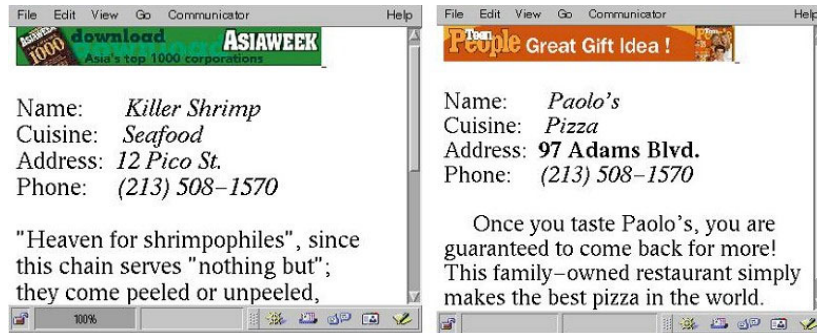 File Edit View Go Communicator Help
ASIAWEEK 1000 download ASIAWEEK
Asia's top 1000 corporations
Name: Killer Shrimp
Cuisine: Seafood
Address: 12 Pico St.
Phone: (213) 508-1570
"Heaven for shrimpophiles", since
this chain serves "nothing but";
they come peeled or unpeeled,
100%
File Edit View Go Communicator Help
Teen People Great Gift Idea !
Name: Paolo's
Cuisine: Pizza
Address: 97 Adams Blvd.
Phone: (213) 508-1570
Once you taste Paolo's, you are
guaranteed to come back for more!
This family-owned restaurant simply
makes the best pizza in the world.